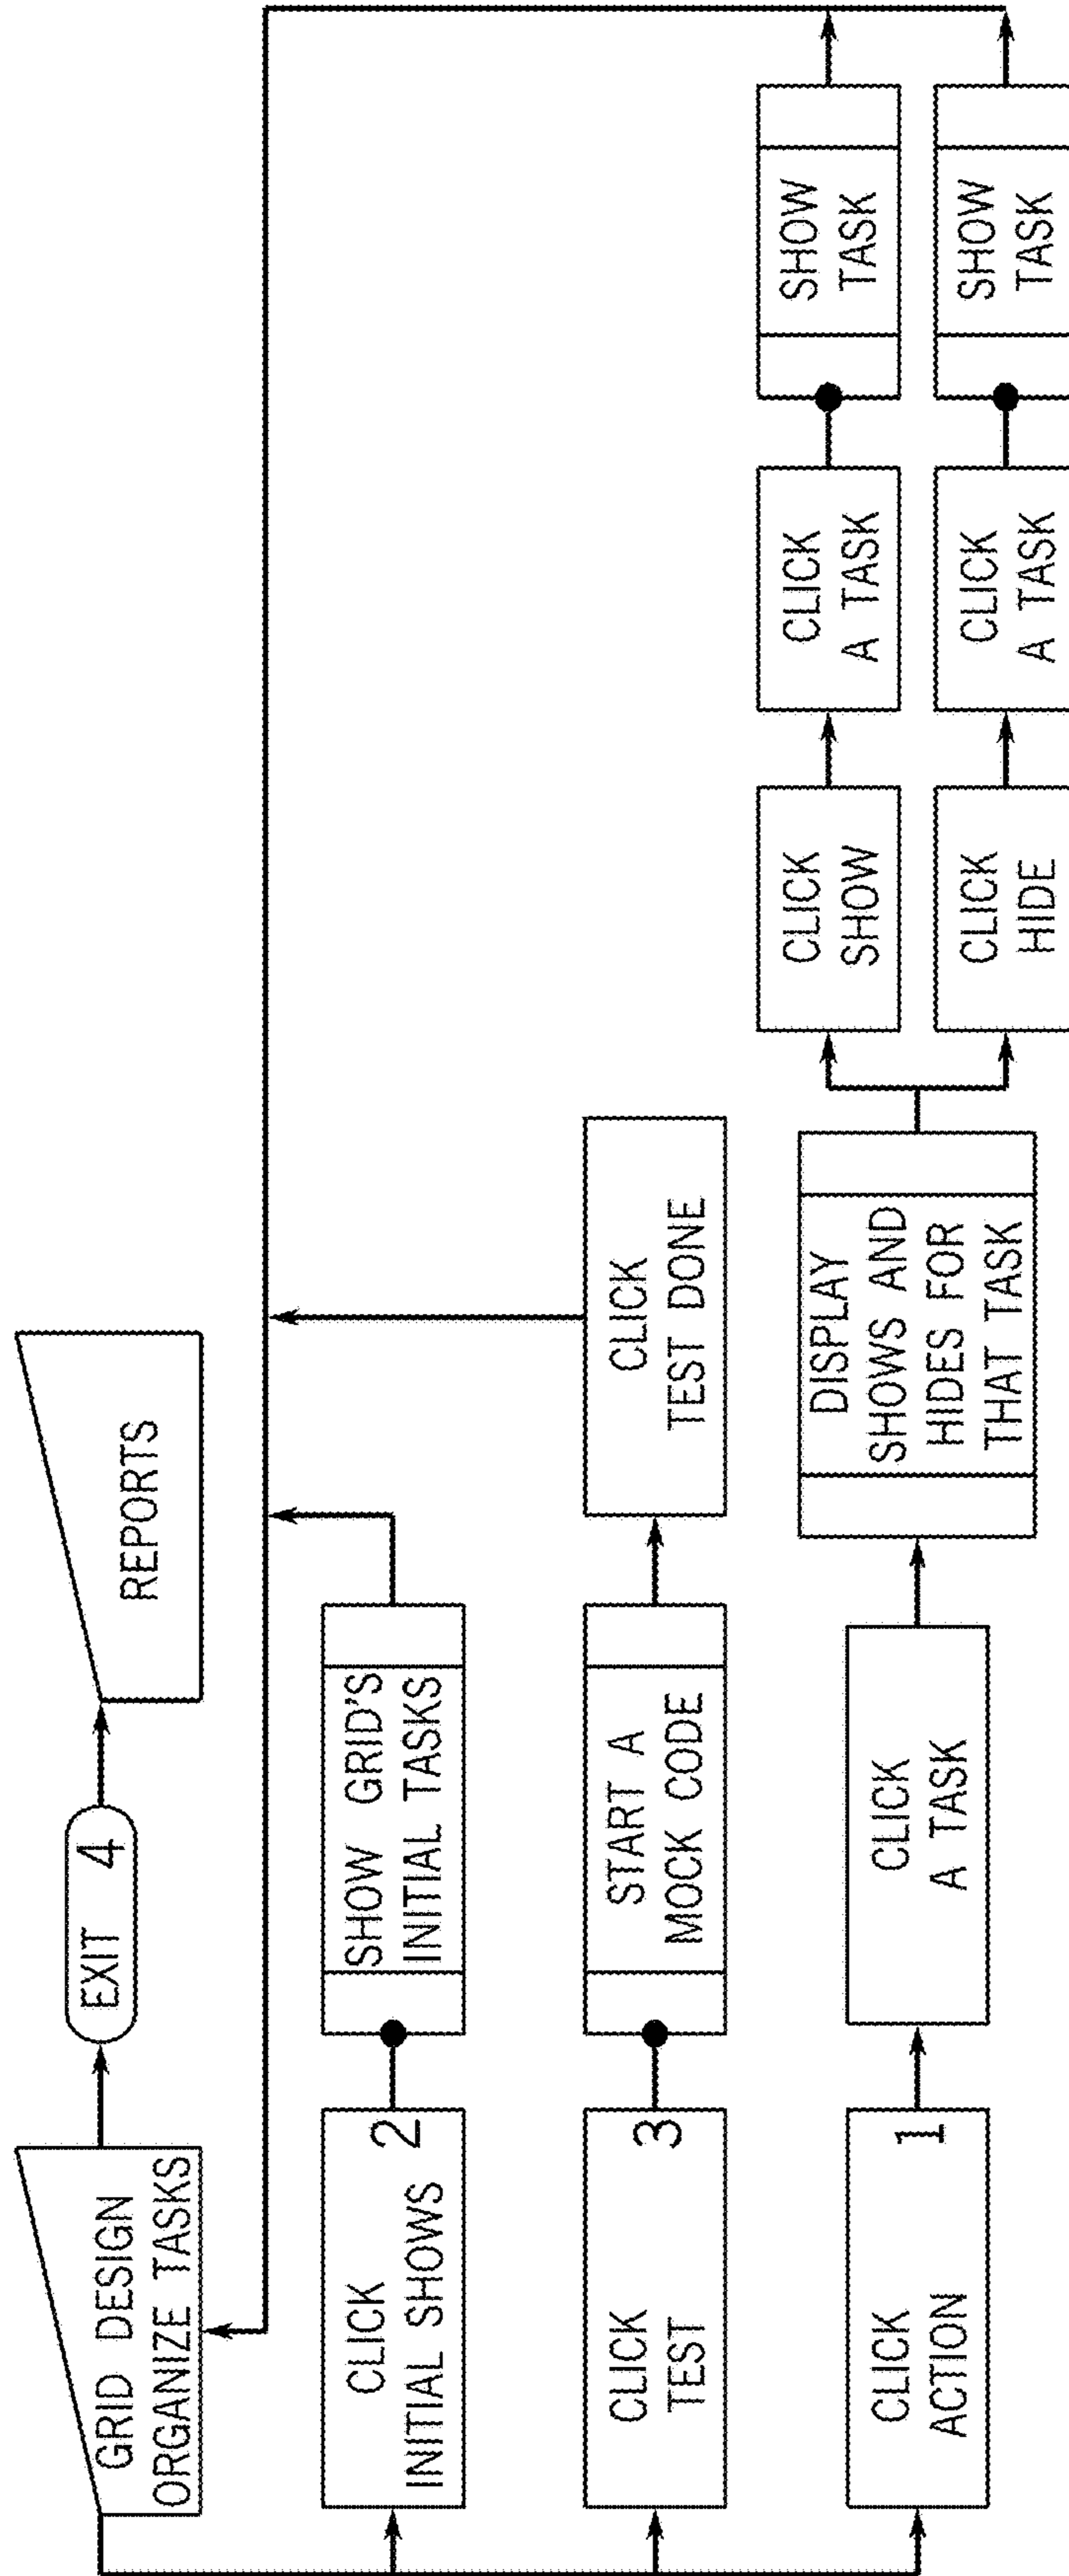 GRID DESIGN
ORGANIZE TASKS
EXIT 4
REPORTS
CLICK
INITIAL SHOWS
2
SHOW GRID'S
INITIAL TASKS
CLICK
TEST
3
START A
MOCK CODE
CLICK
TEST DONE
CLICK
ACTION
1
CLICK
A TASK
DISPLAY
SHOWS AND
HIDES FOR
THAT TASK
CLICK
SHOW
CLICK
A TASK
SHOW
TASK
CLICK
HIDE
CLICK
A TASK
SHOW
TASK